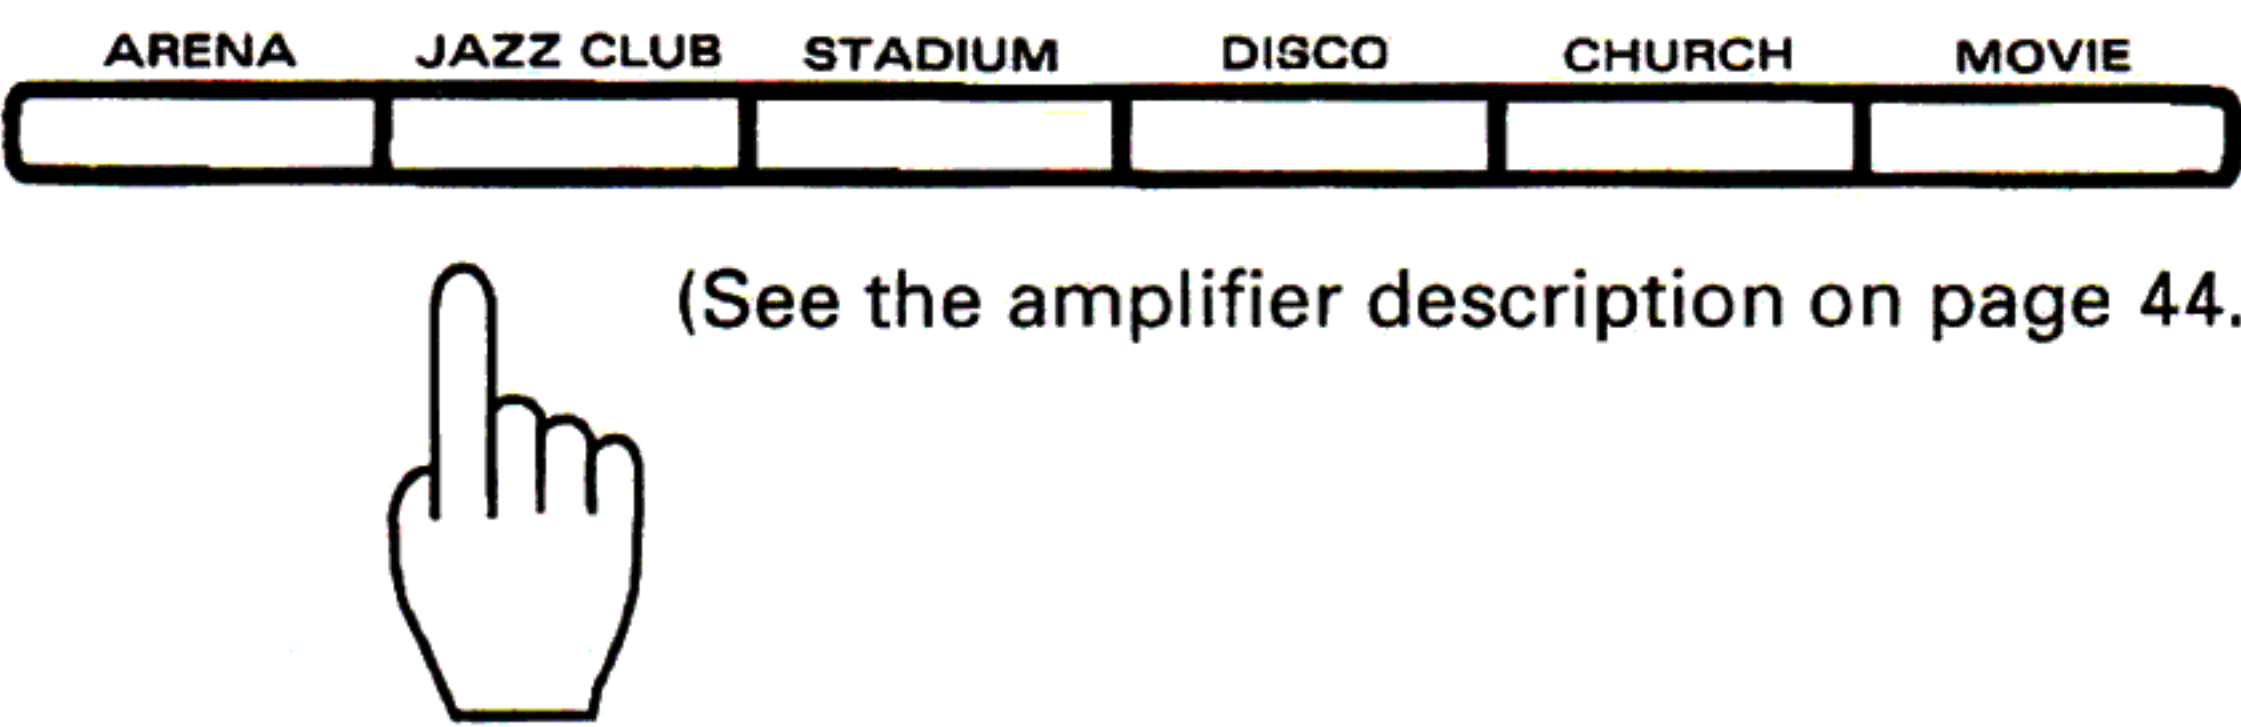 ARENA JAZZ CLUB STADIUM DISCO CHURCH MOVIE
(See the amplifier description on page 44.